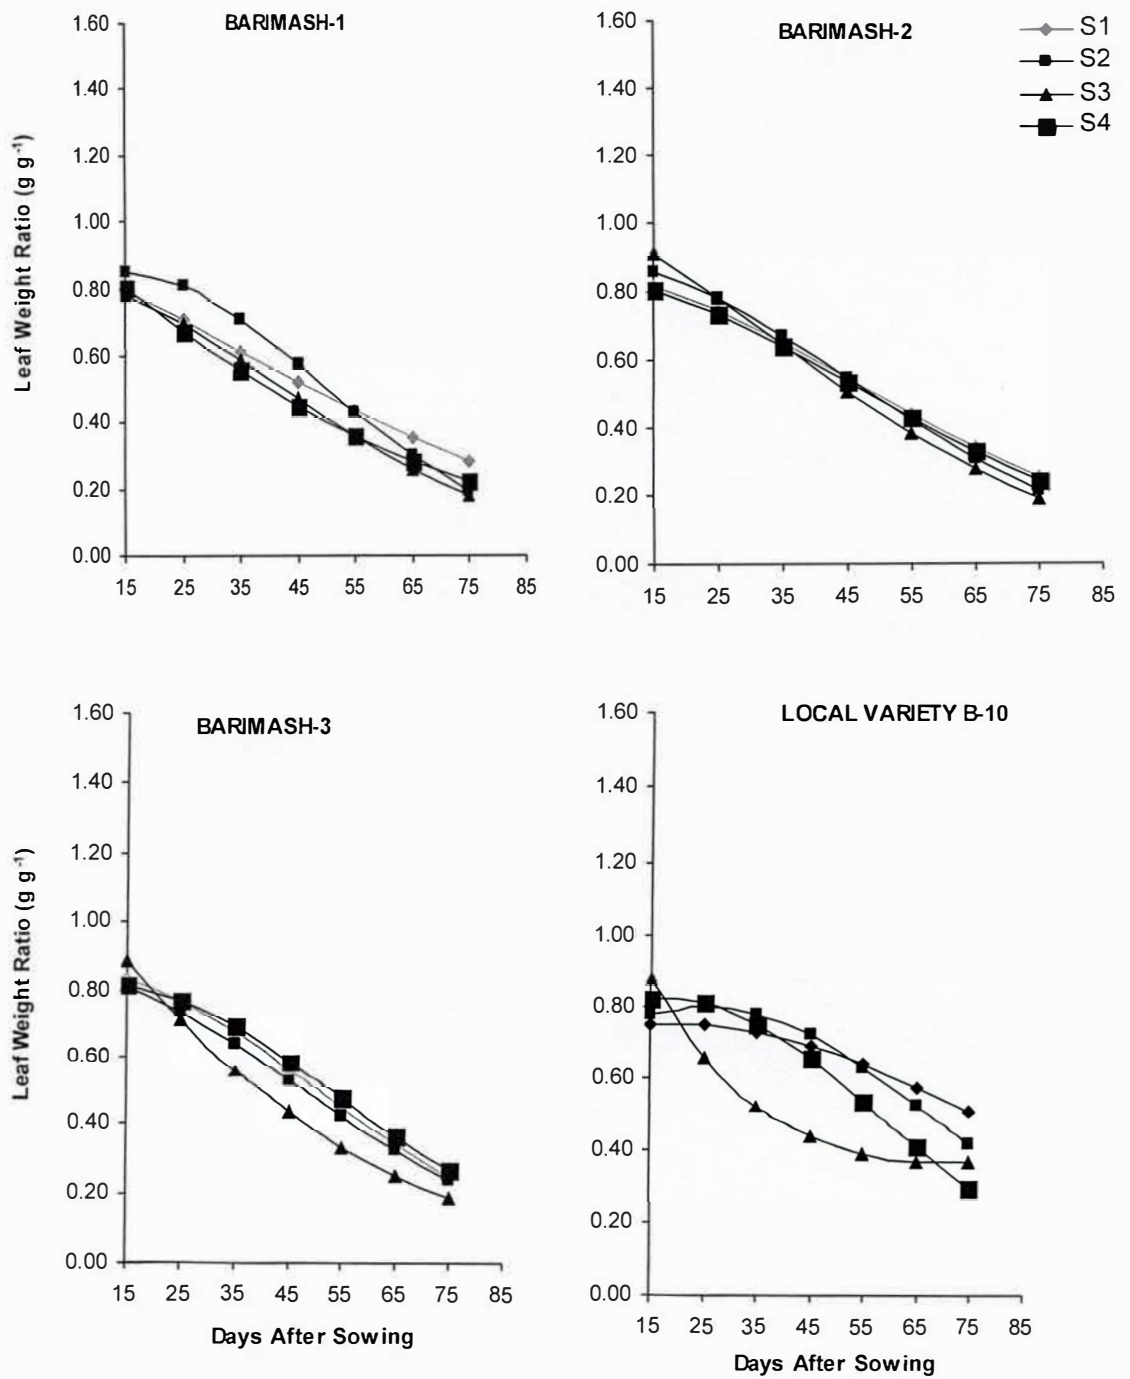 BARIMASH-1
1.60
1.40
1.20
1.00
0.80
0.60
0.40
0.20
0.00
15 25 35 45 55 65 75 85
Leaf Weight Ratio (g g-1)
BARIMASH-2
S1
S2
S3
S4
1.60
1.40
1.20
1.00
0.80
0.60
0.40
0.20
0.00
15 25 35 45 55 65 75 85
BARIMASH-3
1.60
1.40
1.20
1.00
0.80
0.60
0.40
0.20
0.00
15 25 35 45 55 65 75 85
Leaf Weight Ratio (g g-1)
Days After Sowing
LOCAL VARIETY B-10
1.60
1.40
1.20
1.00
0.80
0.60
0.40
0.20
0.00
15 25 35 45 55 65 75 85
Days After Sowing